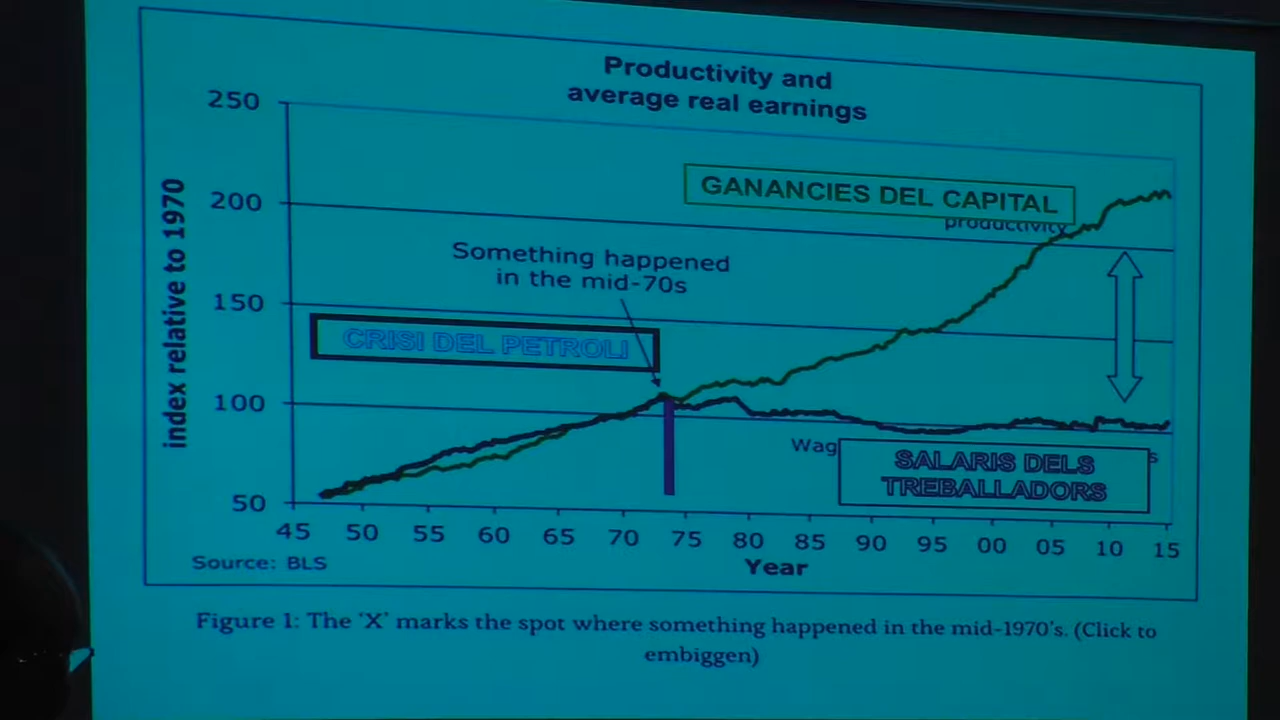 Productivity and
average real earnings
index relative to 1970
250
200
150
100
50
GANANCIES DEL CAPITAL
productivity
Something happened
in the mid-70s
CRISI DEL PETROLI
SALARIS DELS
TREBALLADORS
45 50 55 60 65 70 75 80 85 90 95 00 05 10 15
Year
Source: BLS
Figure 1: The ‘X’ marks the spot where something happened in the mid-1970’s. (Click to
embiggen)